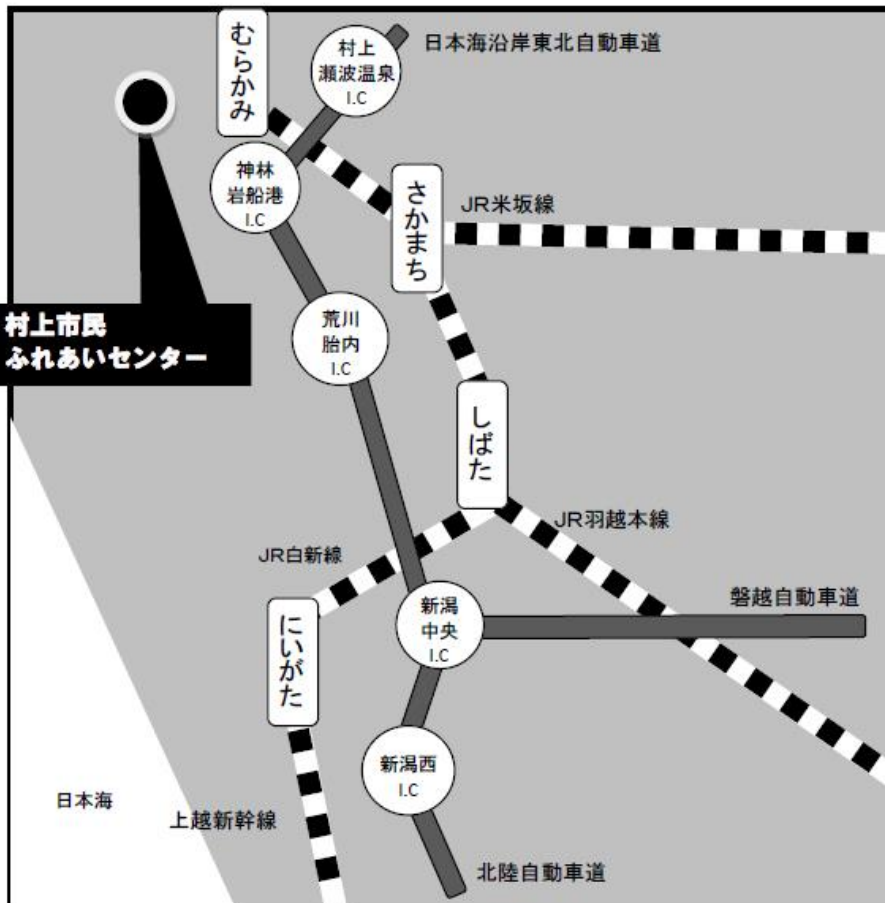 むらかみ
村上
瀬波温泉
I.C
日本海沿岸東北自動車道
神林
岩船港
I.C
さかまち
JR米坂線
村上市民
ふれあいセンター
荒川
胎内
I.C
しばた
JR羽越本線
JR白新線
にいがた
新潟
中央
I.C
磐越自動車道
新潟西
I.C
日本海
上越新幹線
北陸自動車道